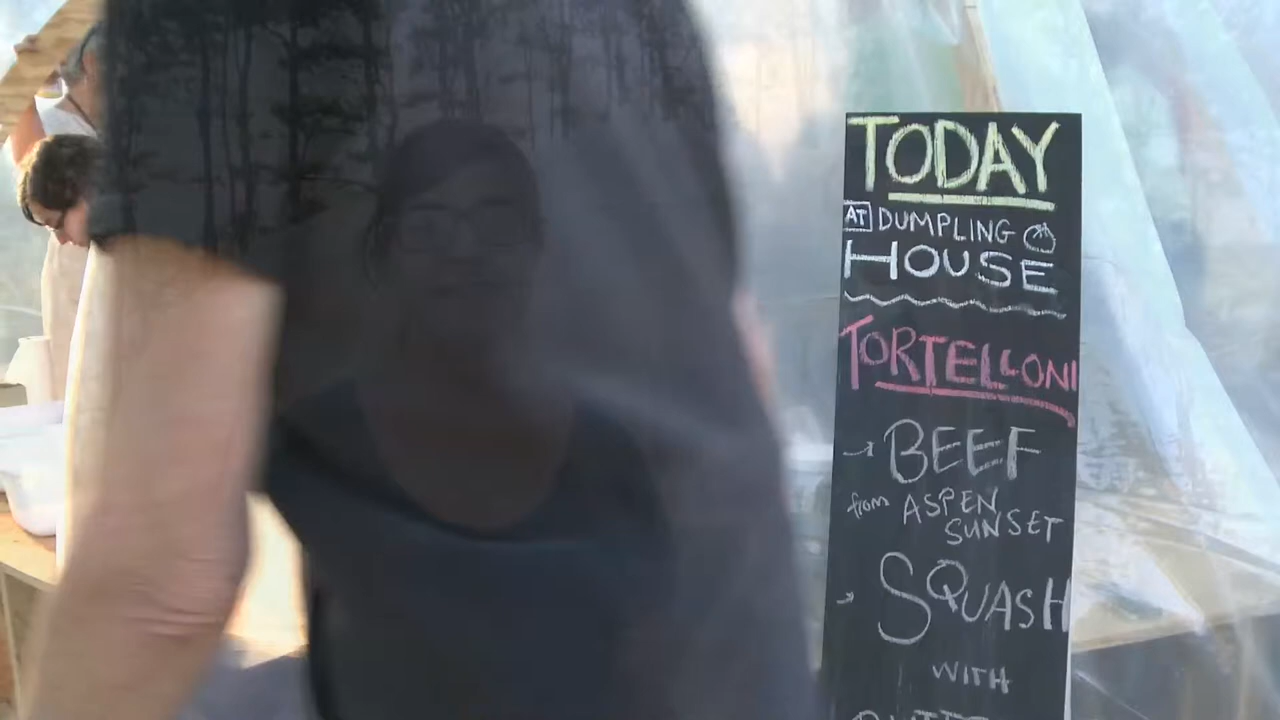 TODAY
AT DUMPLING
HOUSE
TORTELLONI
→ BEEF
from ASPEN
SUNSET
→ SQUASH
WITH